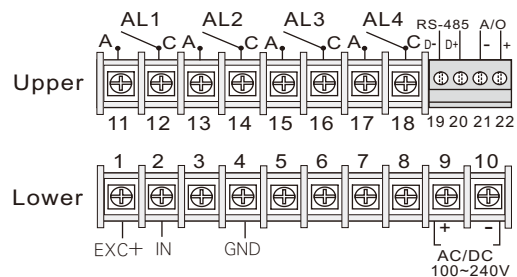 AL1 AL2 AL3 AL4 RS-485 A/O
A C A C A C A C D- D+ - +
Upper
11 12 13 14 15 16 17 18 19 20 21 22
1 2 3 4 5 6 7 8 9 10
Lower
EXC+ IN GND + -
AC/DC
100~240V